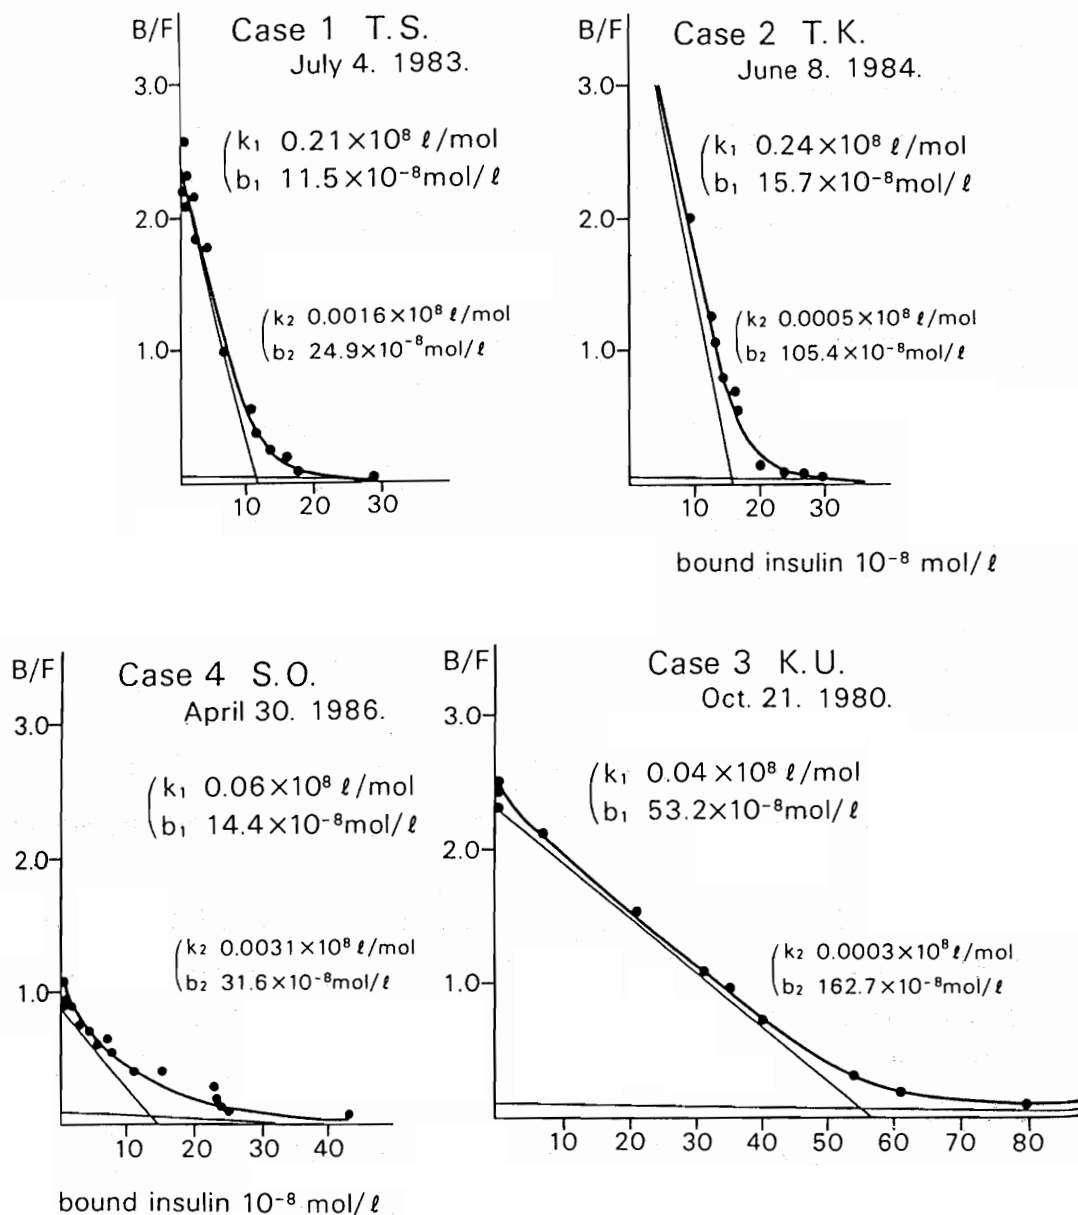 B/F
Case 1 T.S.
July 4. 1983.
3.0
2.0
1.0
k₁ 0.21×10⁸ ℓ/mol
b₁ 11.5×10⁻⁸mol/ℓ
k₂ 0.0016×10⁸ ℓ/mol
b₂ 24.9×10⁻⁸mol/ℓ
10 20 30
B/F
Case 2 T.K.
June 8. 1984.
3.0
2.0
1.0
k₁ 0.24×10⁸ ℓ/mol
b₁ 15.7×10⁻⁸mol/ℓ
k₂ 0.0005×10⁸ ℓ/mol
b₂ 105.4×10⁻⁸mol/ℓ
10 20 30
bound insulin 10⁻⁸ mol/ℓ
B/F
Case 4 S.O.
April 30. 1986.
3.0
2.0
1.0
k₁ 0.06×10⁸ ℓ/mol
b₁ 14.4×10⁻⁸mol/ℓ
k₂ 0.0031×10⁸ ℓ/mol
b₂ 31.6×10⁻⁸mol/ℓ
10 20 30 40
bound insulin 10⁻⁸ mol/ℓ
B/F
Case 3 K.U.
Oct. 21. 1980.
3.0
2.0
1.0
k₁ 0.04×10⁸ ℓ/mol
b₁ 53.2×10⁻⁸mol/ℓ
k₂ 0.0003×10⁸ ℓ/mol
b₂ 162.7×10⁻⁸mol/ℓ
10 20 30 40 50 60 70 80